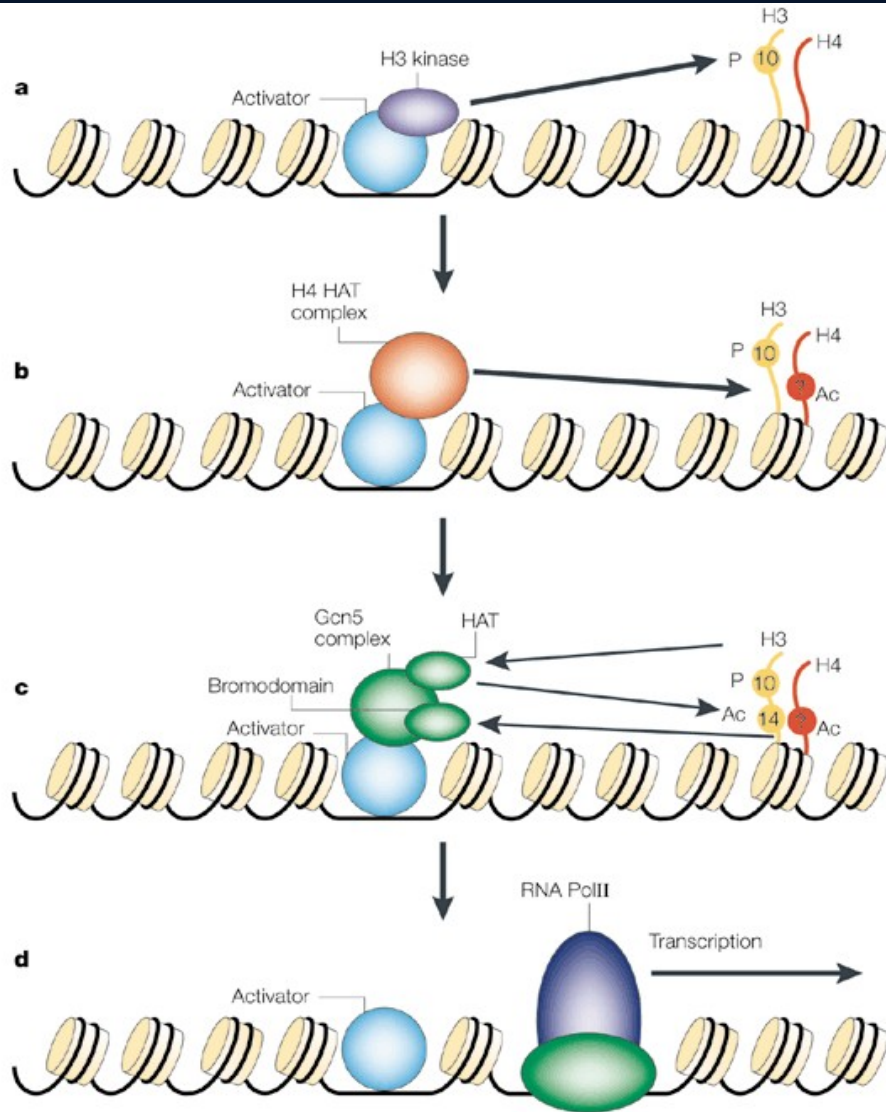 H3
H4
H3 kinase
P 10
a
Activator
H4 HAT
complex
H3
H4
P 10
b
Activator
? Ac
Gcn5
complex
HAT
H3
H4
P 10
Bromodomain
c
Ac 14 ? Ac
Activator
RNA PolII
Transcription
d
Activator